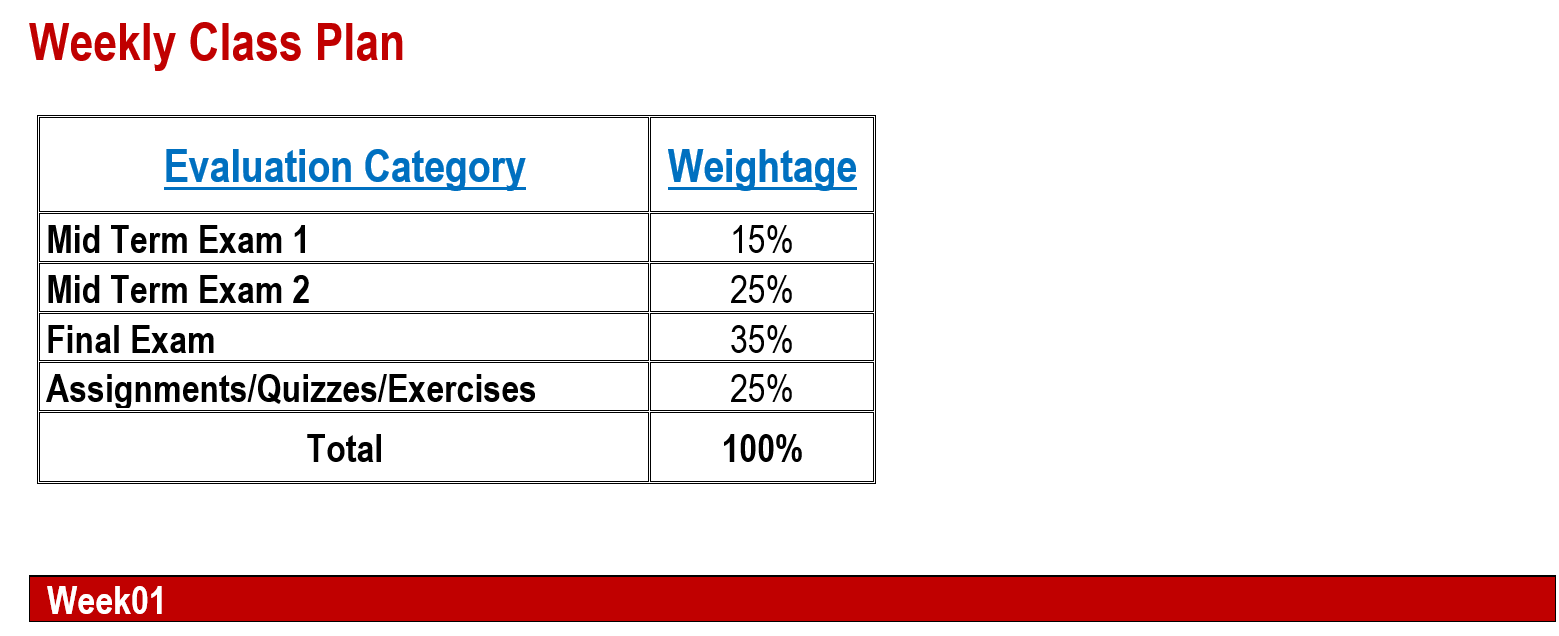 Weekly Class Plan
Evaluation Category Weightage
Mid Term Exam 1 15%
Mid Term Exam 2 25%
Final Exam 35%
Assignments/Quizzes/Exercises 25%
Total 100%
Week01